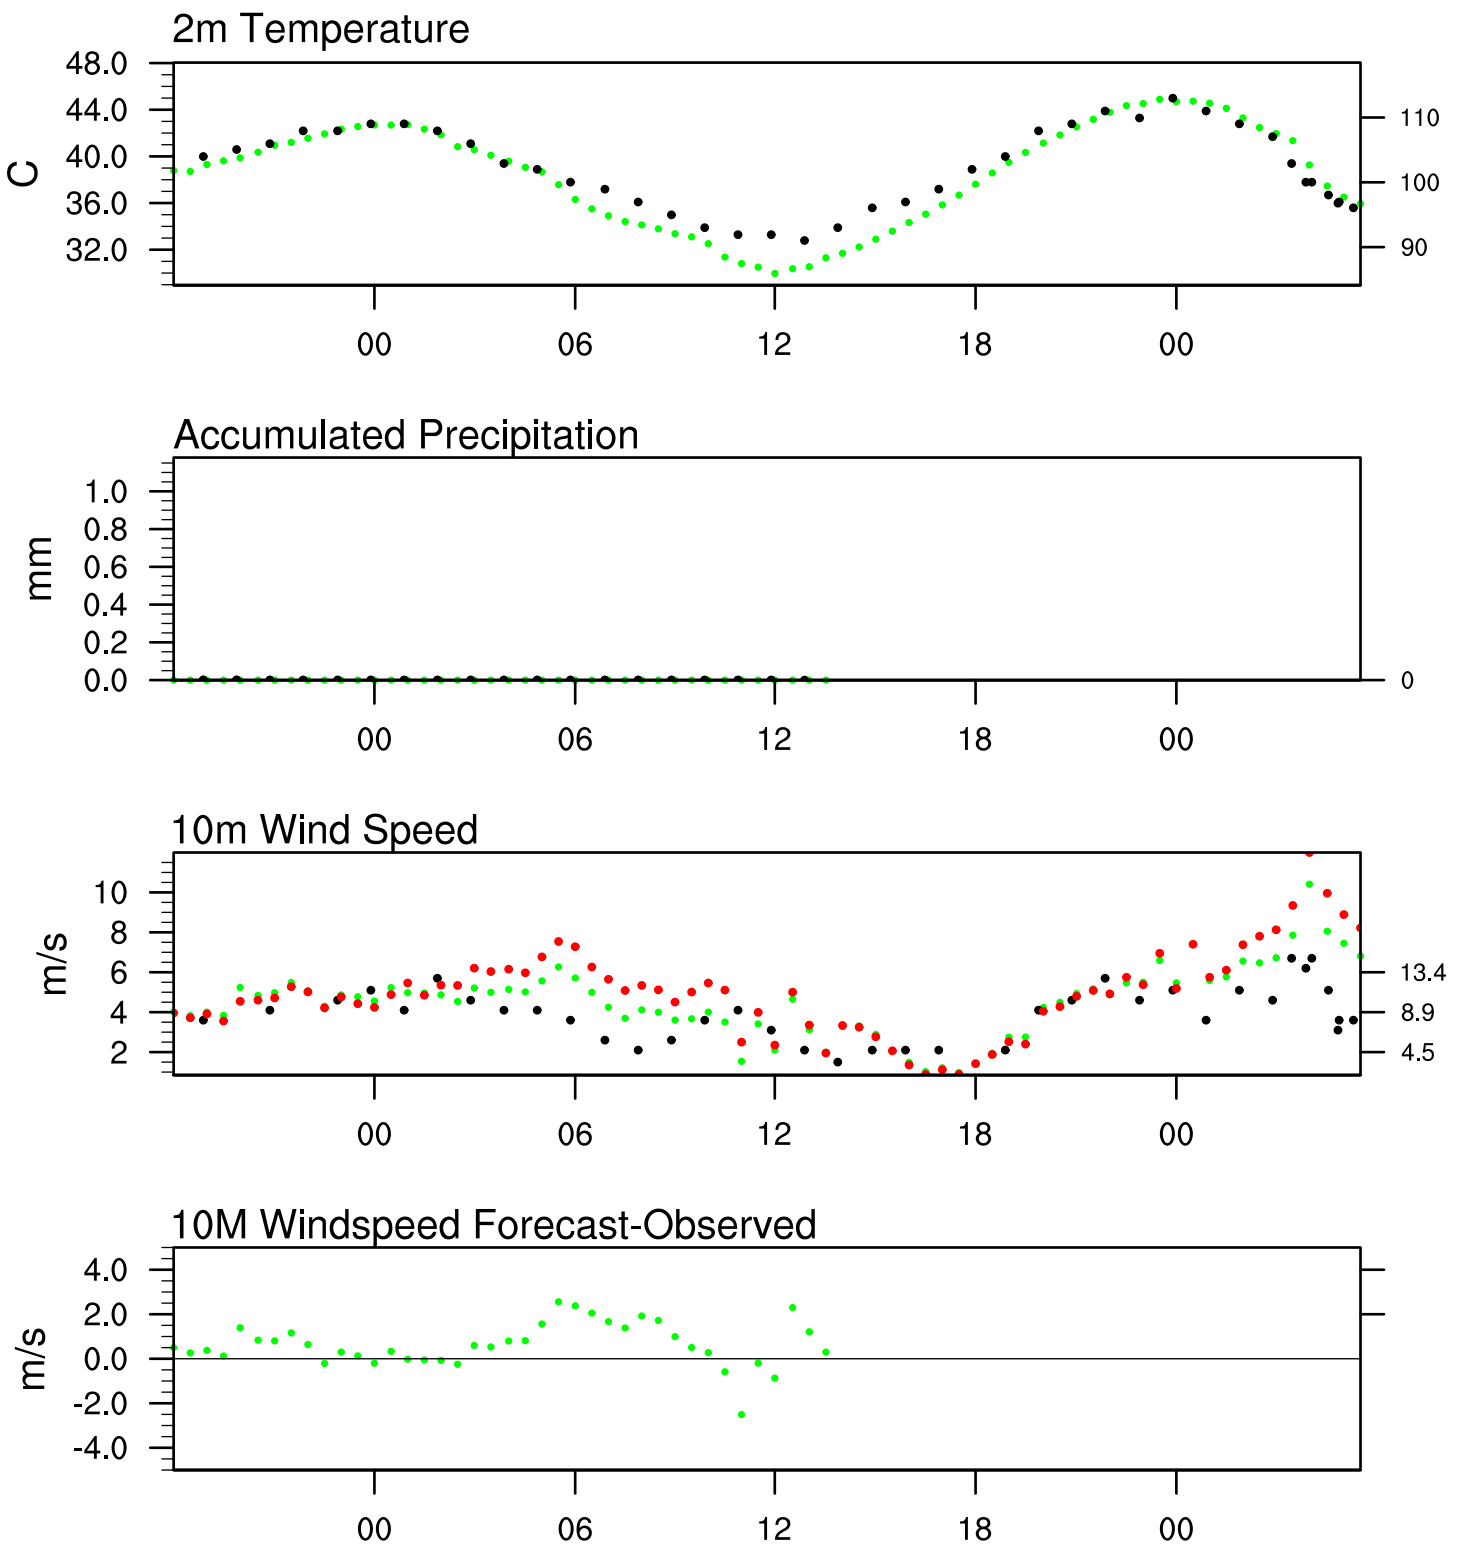 2m Temperature
48.0
44.0
40.0
36.0
32.0
C
110
100
90
00 06 12 18 00
Accumulated Precipitation
1.0
0.8
0.6
0.4
0.2
0.0
mm
0
00 06 12 18 00
10m Wind Speed
10
8
6
4
2
m/s
13.4
8.9
4.5
00 06 12 18 00
10M Windspeed Forecast-Observed
4.0
2.0
0.0
-2.0
-4.0
m/s
00 06 12 18 00